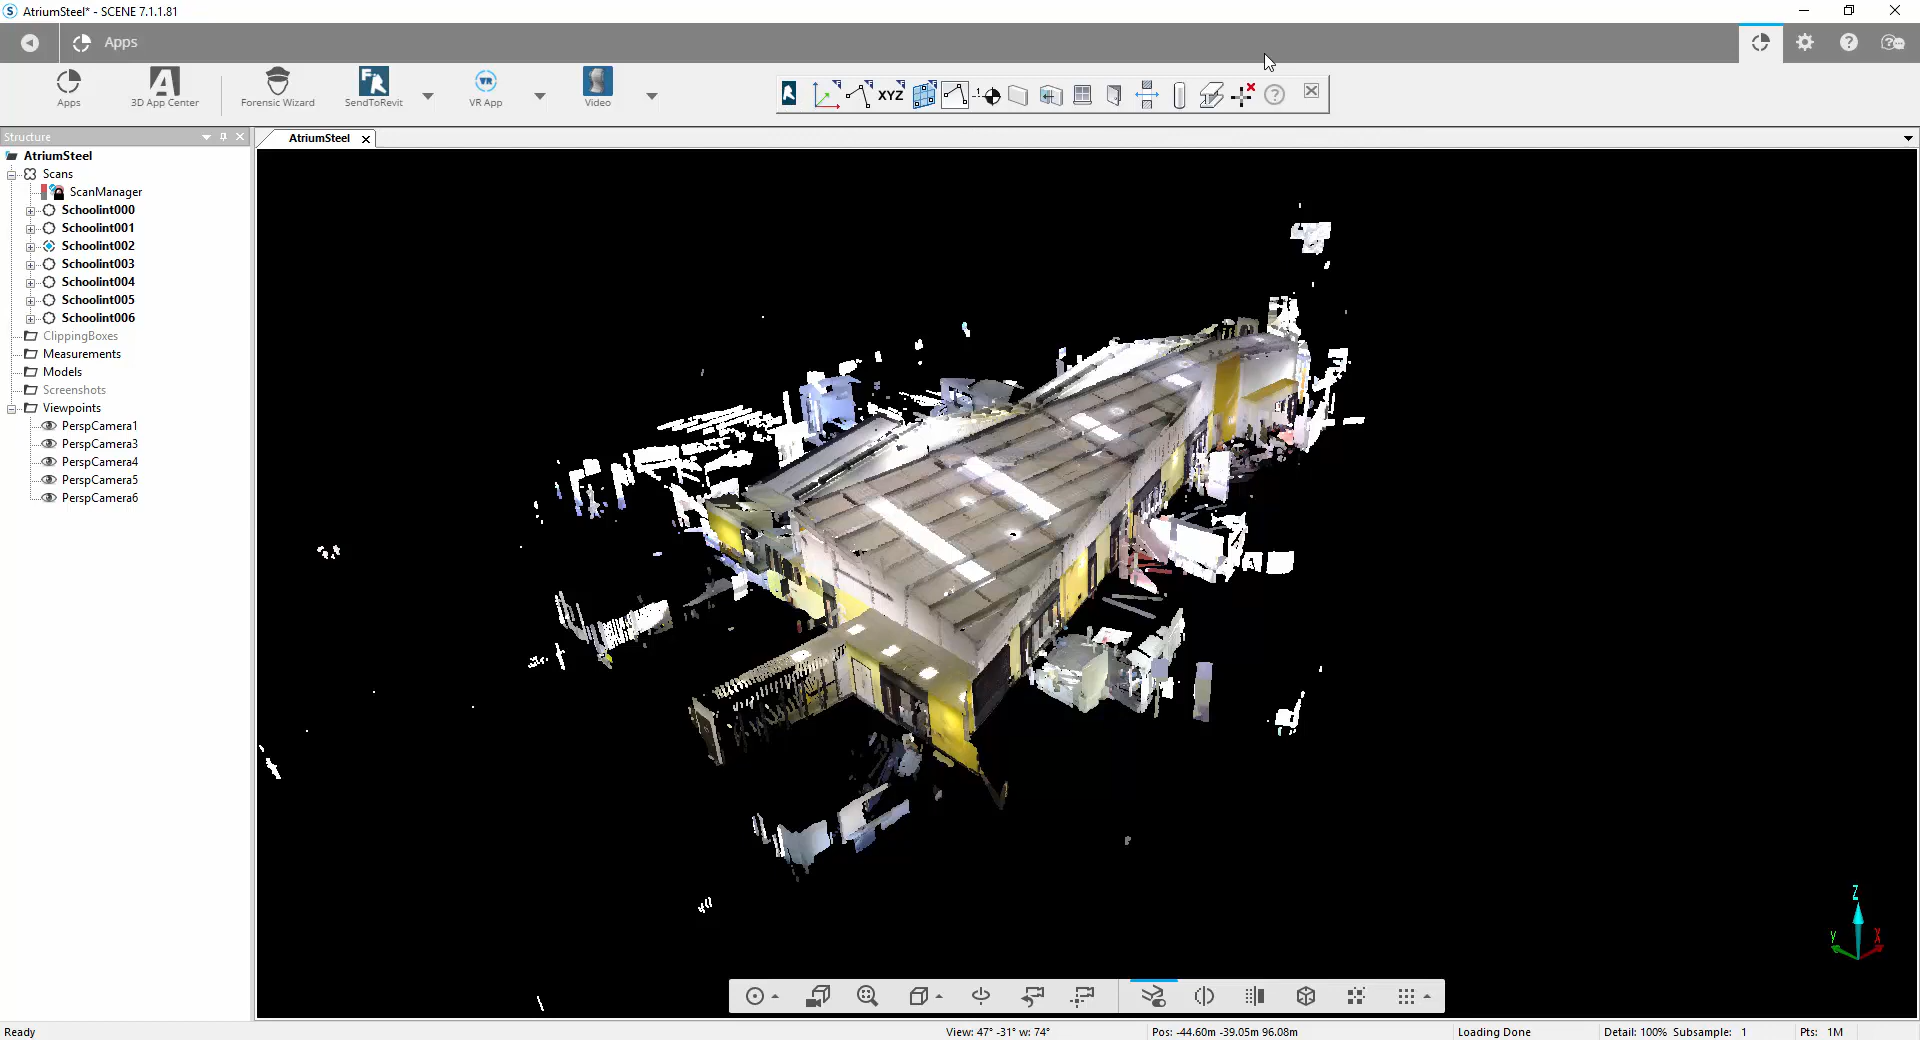 AtriumSteel* - SCENE 7.1.1.81
Apps
Apps
3D App Center
Forensic Wizard
SendToRevit
VR
VR App
Video
XYZ
Structure
AtriumSteel
AtriumSteel
Scans
ScanManager
Schoolint000
Schoolint001
Schoolint002
Schoolint003
Schoolint004
Schoolint005
Schoolint006
ClippingBoxes
Measurements
Models
Screenshots
Viewpoints
PerspCamera1
PerspCamera3
PerspCamera4
PerspCamera5
PerspCamera6
Z
Y
X
Ready
View: 47° -31° w: 74°
Pos: -44.60m -39.05m 96.08m
Loading Done
Detail: 100% Subsample: 1
Pts: 1M